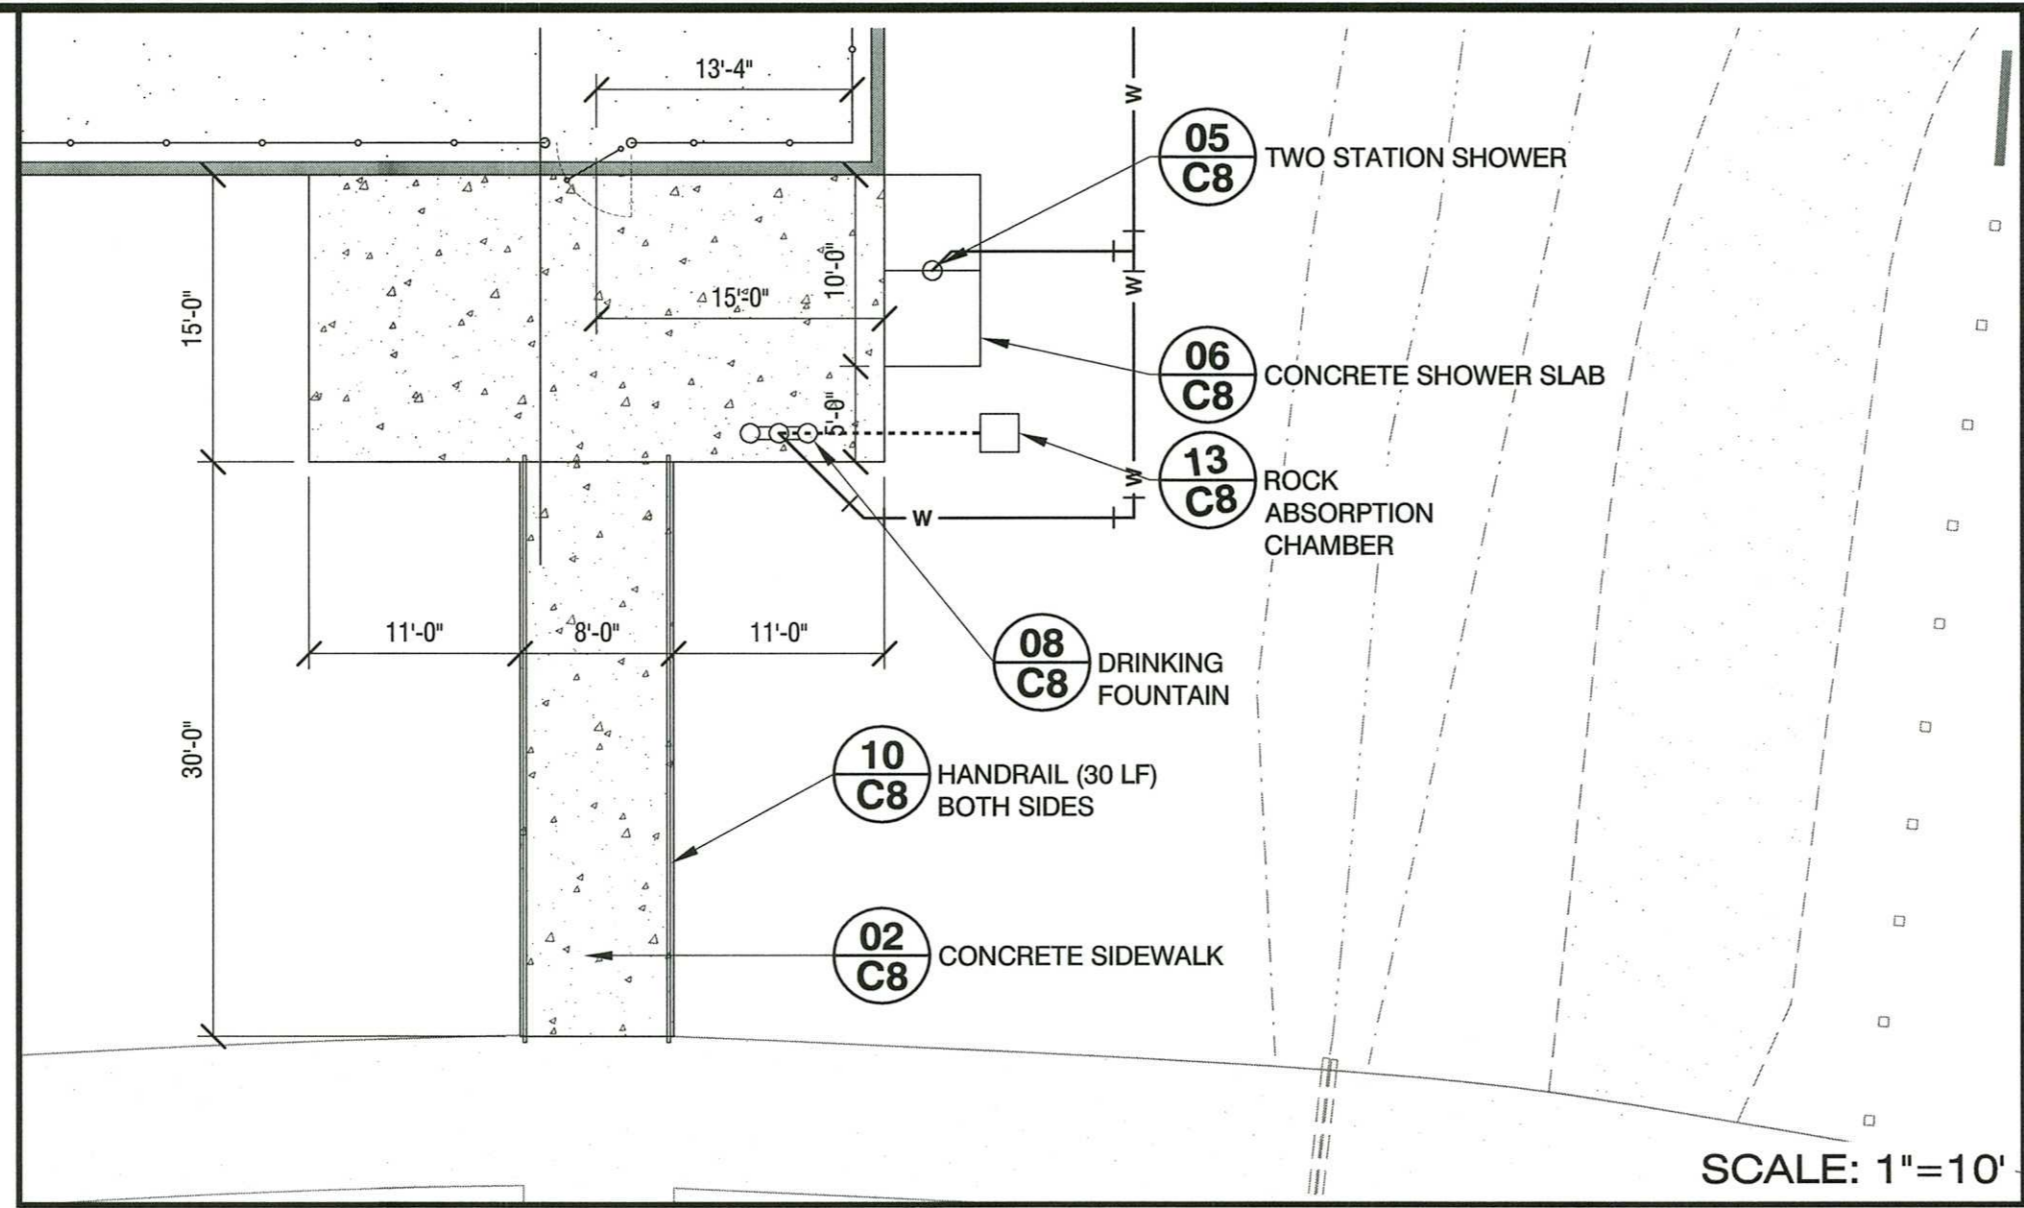 13'-4"
W
05
C8
TWO STATION SHOWER
10'-0"
15'-0"
W
15'-0"
06
C8
CONCRETE SHOWER SLAB
5'-0"
13
C8
ROCK
ABSORPTION
CHAMBER
W
W
11'-0"
8'-0"
11'-0"
08
C8
DRINKING
FOUNTAIN
30'-0"
10
C8
HANDRAIL (30 LF)
BOTH SIDES
02
C8
CONCRETE SIDEWALK
SCALE: 1"=10'